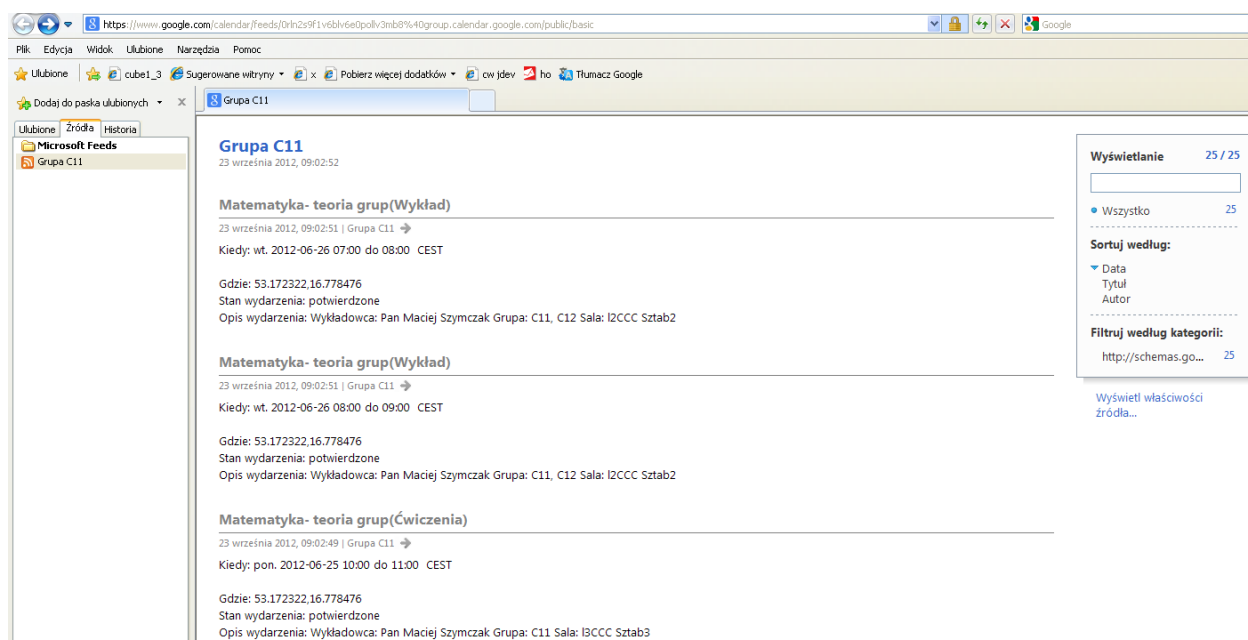 https://www.google.com/calendar/feeds/0rln2s9f1v6blv6e0pollv3mb8%40group.calendar.google.com/public/basic
Google
Plik Edycja Widok Ulubione Narzędzia Pomoc
Ulubione cube1_3 Sugerowane witryny x Pobierz więcej dodatków cw jdev ho Tłumacz Google
Dodaj do paska ulubionych x
Grupa C11
Ulubione Źródła Historia
Microsoft Feeds
Grupa C11
Grupa C11
23 września 2012, 09:02:52
Matematyka- teoria grup(Wykład)
23 września 2012, 09:02:51 | Grupa C11
Kiedy: wt. 2012-06-26 07:00 do 08:00 CEST
Gdzie: 53.172322,16.778476
Stan wydarzenia: potwierdzone
Opis wydarzenia: Wykładowca: Pan Maciej Szymczak Grupa: C11, C12 Sala: l2CCC Sztab2
Matematyka- teoria grup(Wykład)
23 września 2012, 09:02:51 | Grupa C11
Kiedy: wt. 2012-06-26 08:00 do 09:00 CEST
Gdzie: 53.172322,16.778476
Stan wydarzenia: potwierdzone
Opis wydarzenia: Wykładowca: Pan Maciej Szymczak Grupa: C11, C12 Sala: l2CCC Sztab2
Matematyka- teoria grup(Ćwiczenia)
23 września 2012, 09:02:49 | Grupa C11
Kiedy: pon. 2012-06-25 10:00 do 11:00 CEST
Gdzie: 53.172322,16.778476
Stan wydarzenia: potwierdzone
Opis wydarzenia: Wykładowca: Pan Maciej Szymczak Grupa: C11 Sala: l3CCC Sztab3
Wyświetlanie 25 / 25
Wszystko 25
Sortuj według:
Data
Tytuł
Autor
Filtruj według kategorii:
http://schemas.go... 25
Wyświetl właściwości
źródła...